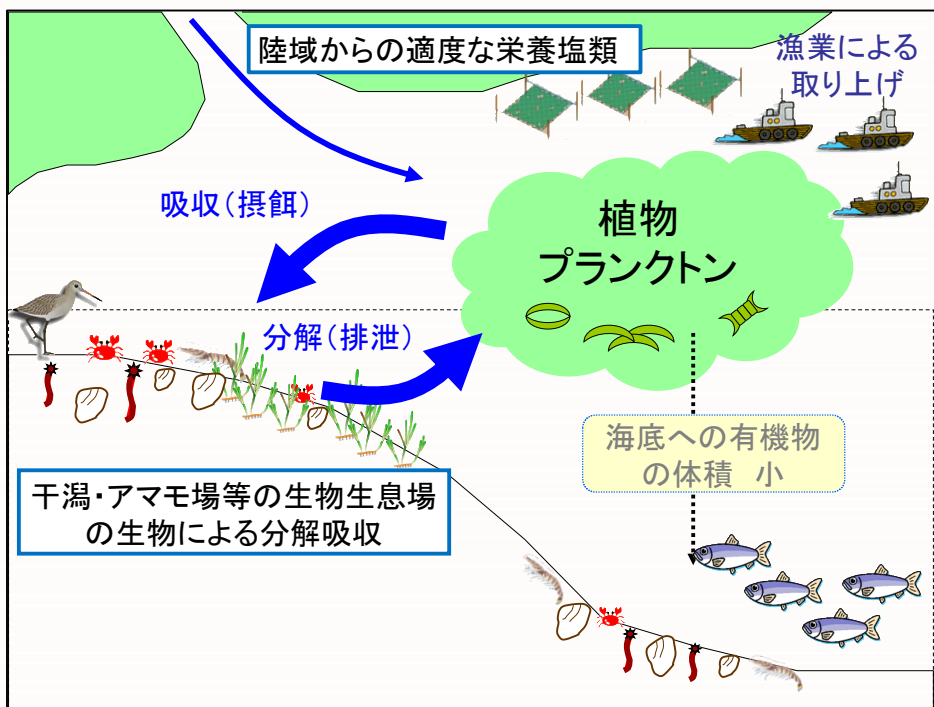 陸域からの適度な栄養塩類
漁業による
取り上げ
吸収(摂餌)
植物
プランクトン
分解(排泄)
海底への有機物
の体積 小
干潟・アマモ場等の生物生息場
の生物による分解吸収